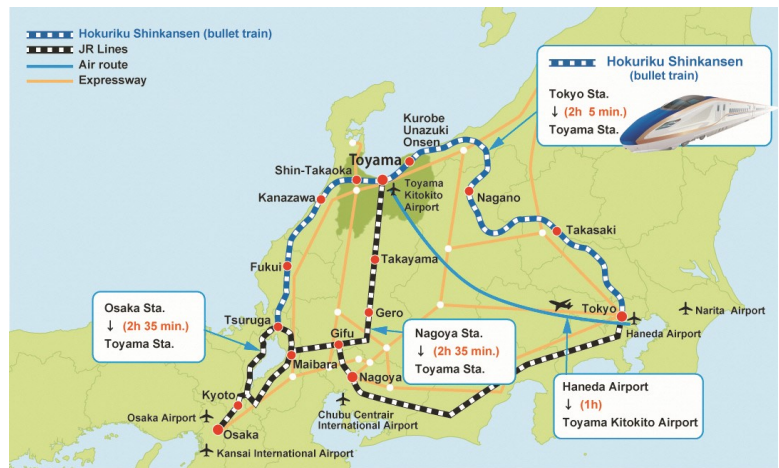 Hokuriku Shinkansen (bullet train)
JR Lines
Air route
Expressway
Hokuriku Shinkansen
(bullet train)
Tokyo Sta.
↓ (2h 5 min.)
Toyama Sta.
Kurobe
Unazuki
Onsen
Toyama
Shin-Takaoka
Toyama
Kitokito
Airport
Kanazawa
Nagano
Takasaki
Fukui
Takayama
Osaka Sta.
↓ (2h 35 min.)
Toyama Sta.
Tsuruga
Gero
Tokyo
Narita Airport
Haneda Airport
Gifu
Nagoya Sta.
↓ (2h 35 min.)
Toyama Sta.
Maibara
Nagoya
Kyoto
Haneda Airport
↓ (1h)
Toyama Kitokito Airport
Osaka Airport
Chubu Centrair
International Airport
Osaka
Kansai International Airport